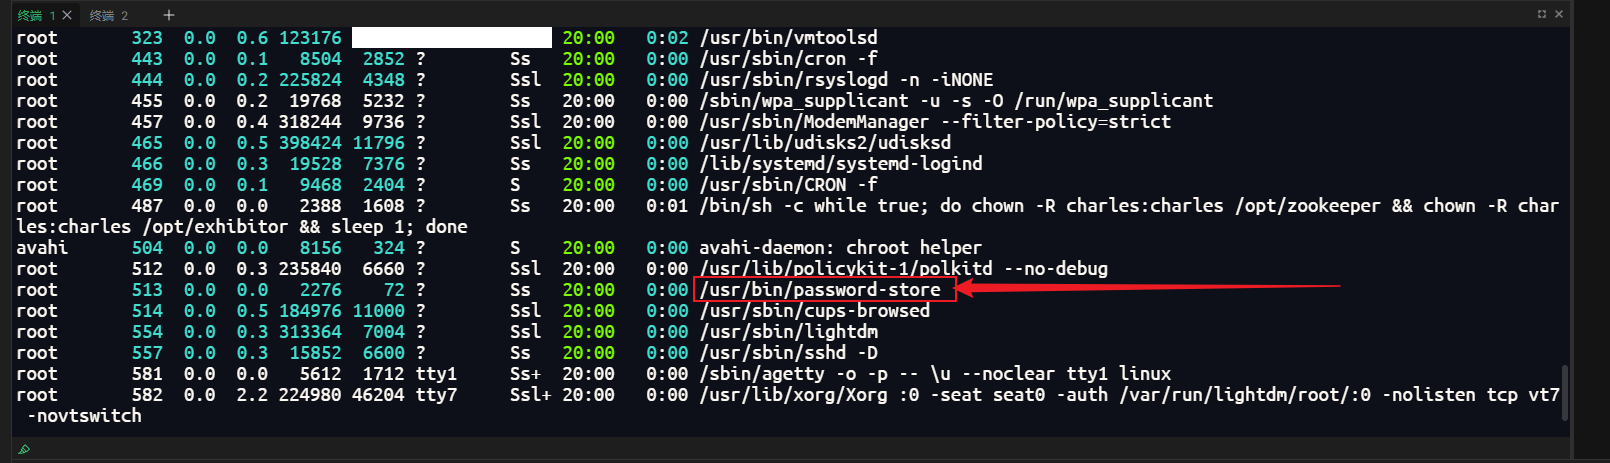 终端 1 × 终端 2 +
root 323 0.0 0.6 123176 20:00 0:02 /usr/bin/vmtoolsd
root 443 0.0 0.1 8504 2852 ? Ss 20:00 0:00 /usr/sbin/cron -f
root 444 0.0 0.2 225824 4348 ? Ssl 20:00 0:00 /usr/sbin/rsyslogd -n -iNONE
root 455 0.0 0.2 19768 5232 ? Ss 20:00 0:00 /sbin/wpa_supplicant -u -s -O /run/wpa_supplicant
root 457 0.0 0.4 318244 9736 ? Ssl 20:00 0:00 /usr/sbin/ModemManager --filter-policy=strict
root 465 0.0 0.5 398424 11796 ? Ssl 20:00 0:00 /usr/lib/udisks2/udisksd
root 466 0.0 0.3 19528 7376 ? Ss 20:00 0:00 /lib/systemd/systemd-logind
root 469 0.0 0.1 9468 2404 ? S 20:00 0:00 /usr/sbin/CRON -f
root 487 0.0 0.0 2388 1608 ? Ss 20:00 0:01 /bin/sh -c while true; do chown -R charles:charles /opt/zookeeper && chown -R char
les:charles /opt/exhibitor && sleep 1; done
avahi 504 0.0 0.0 8156 324 ? S 20:00 0:00 avahi-daemon: chroot helper
root 512 0.0 0.3 235840 6660 ? Ssl 20:00 0:00 /usr/lib/policykit-1/polkitd --no-debug
root 513 0.0 0.0 2276 72 ? Ss 20:00 0:00 /usr/bin/password-store
root 514 0.0 0.5 184976 11000 ? Ssl 20:00 0:00 /usr/sbin/cups-browsed
root 554 0.0 0.3 313364 7004 ? Ssl 20:00 0:00 /usr/sbin/lightdm
root 557 0.0 0.3 15852 6600 ? Ss 20:00 0:00 /usr/sbin/sshd -D
root 581 0.0 0.0 5612 1712 tty1 Ss+ 20:00 0:00 /sbin/agetty -o -p -- \u --noclear tty1 linux
root 582 0.0 2.2 224980 46204 tty7 Ssl+ 20:00 0:00 /usr/lib/xorg/Xorg :0 -seat seat0 -auth /var/run/lightdm/root/:0 -nolisten tcp vt7
-novtswitch